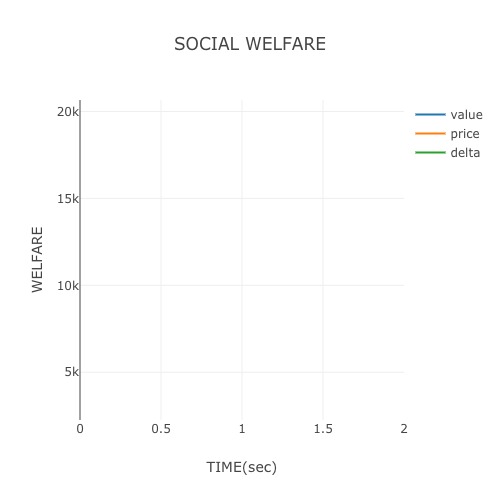 SOCIAL WELFARE
value
price
delta
WELFARE
20k
15k
10k
5k
0
0.5
1
1.5
2
TIME(sec)